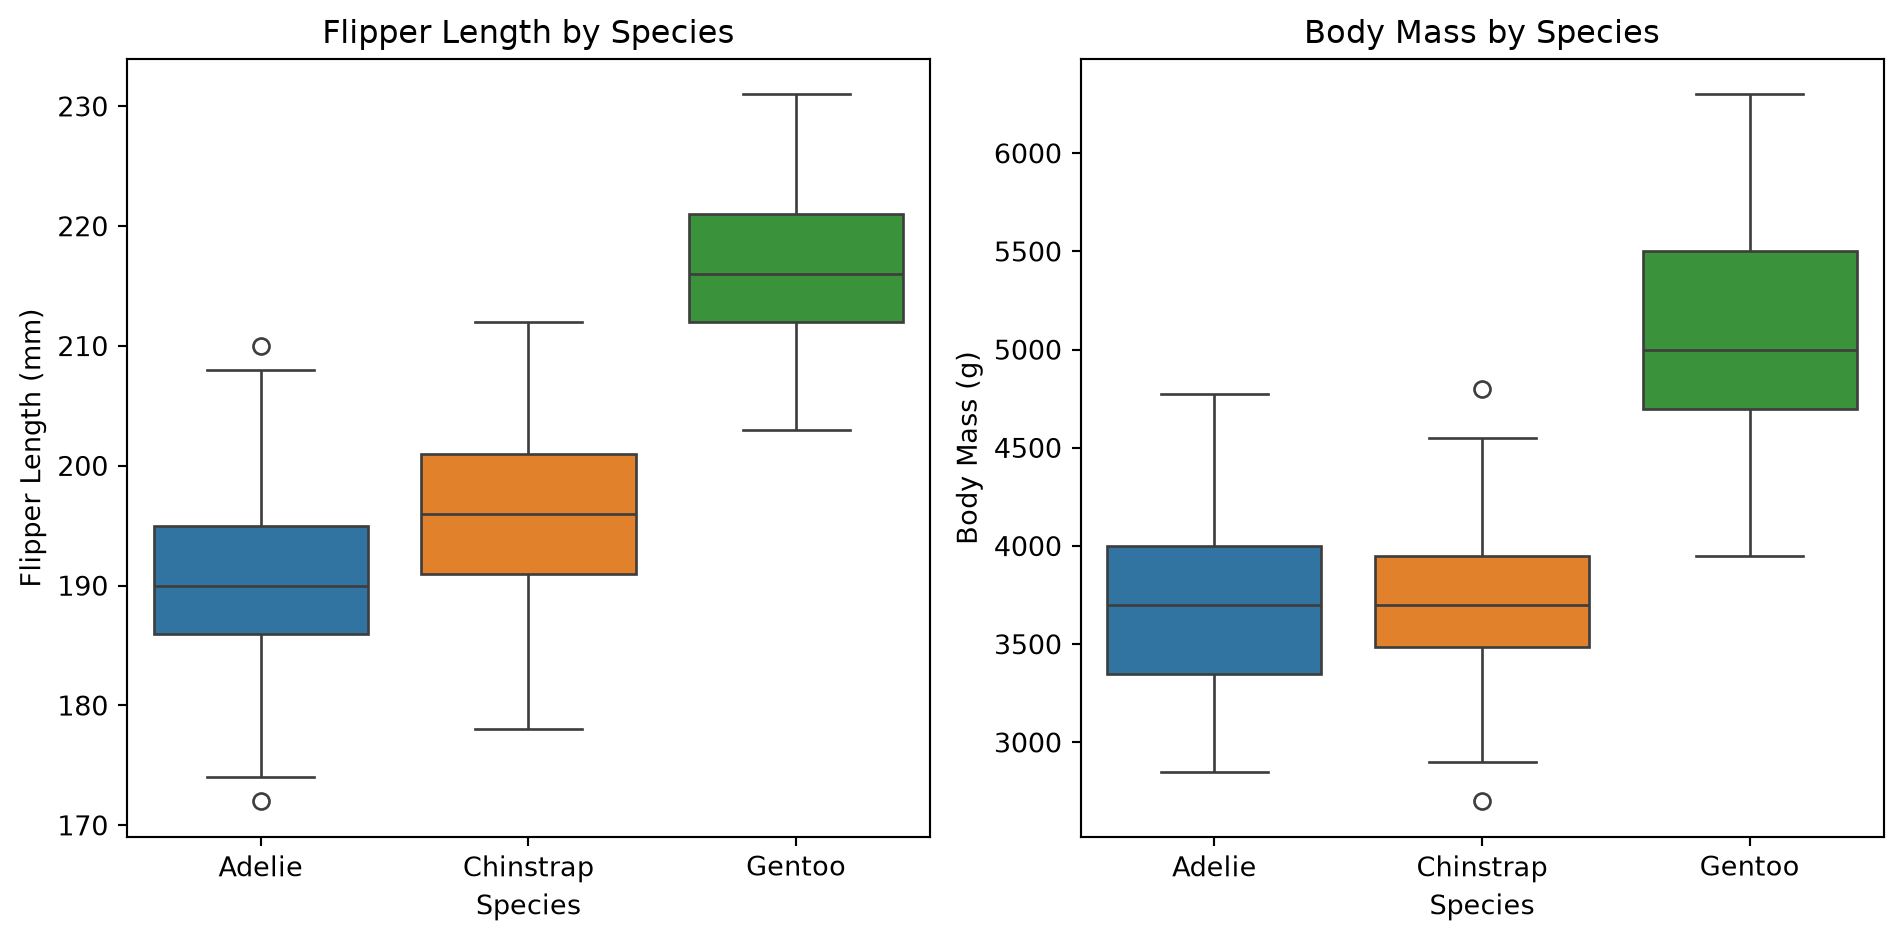 Flipper Length by Species
Flipper Length (mm)
230
220
210
200
190
180
170
Adelie
Chinstrap
Gentoo
Species
Body Mass by Species
Body Mass (g)
6000
5500
5000
4500
4000
3500
3000
Adelie
Chinstrap
Gentoo
Species